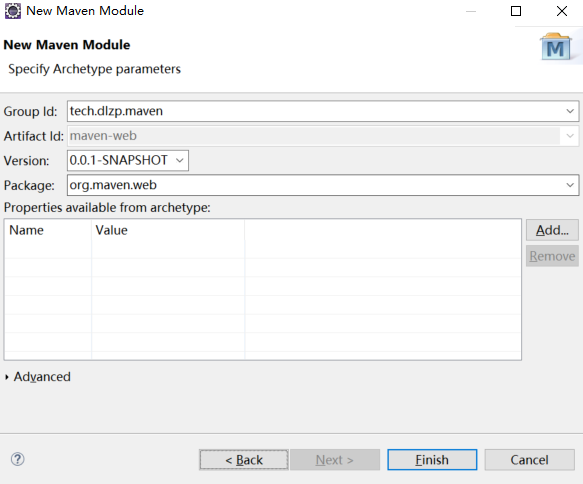 New Maven Module
New Maven Module
Specify Archetype parameters
M
Group Id: tech.dlzp.maven
Artifact Id: maven-web
Version: 0.0.1-SNAPSHOT
Package: org.maven.web
Properties available from archetype:
Name Value
Add...
Remove
Advanced
? < Back Next > Finish Cancel